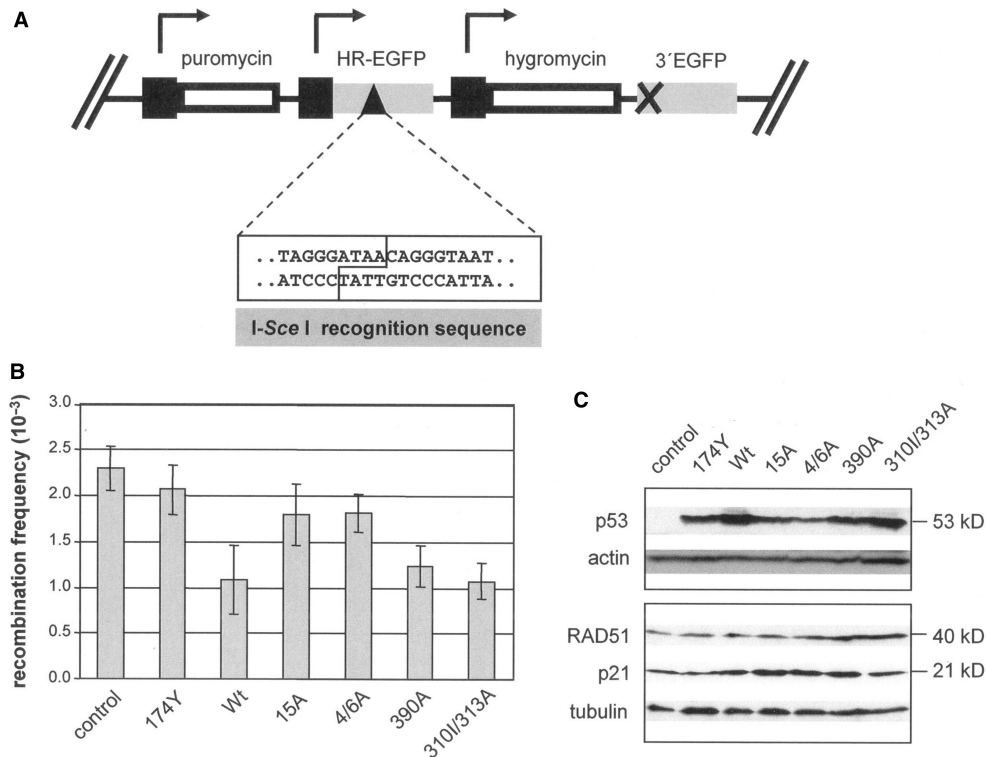 A
puromycin
HR-EGFP
hygromycin
3´EGFP
..TAGGGATAACAGGGTAAT..
..ATCCCTATTGTCCCATTA..
I-Sce I recognition sequence
B
recombination frequency (10⁻³)
3.0
2.5
2.0
1.5
1.0
0.5
0.0
control
174Y
Wt
15A
4/6A
390A
310I/313A
C
control
174Y
Wt
15A
4/6A
390A
310I/313A
p53
53 kD
actin
RAD51
40 kD
p21
21 kD
tubulin